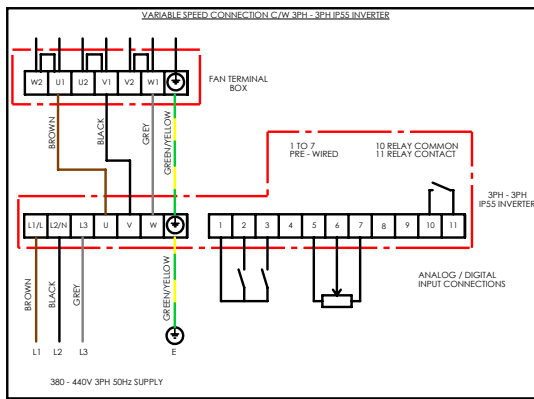 VARIABLE SPEED CONNECTION C/W 3PH - 3PH IP55 INVERTER
W2 U1 U2 V1 V2 W1
FAN TERMINAL
BOX
BROWN
BLACK
GREY
GREEN/YELLOW
1 TO 7
PRE - WIRED
10 RELAY COMMON
11 RELAY CONTACT
3PH - 3PH
IP55 INVERTER
L1/L L2/N L3 U V W
1 2 3 4 5 6 7 8 9 10 11
ANALOG / DIGITAL
INPUT CONNECTIONS
BROWN
BLACK
GREY
GREEN/YELLOW
L1 L2 L3 E
380 - 440V 3PH 50Hz SUPPLY